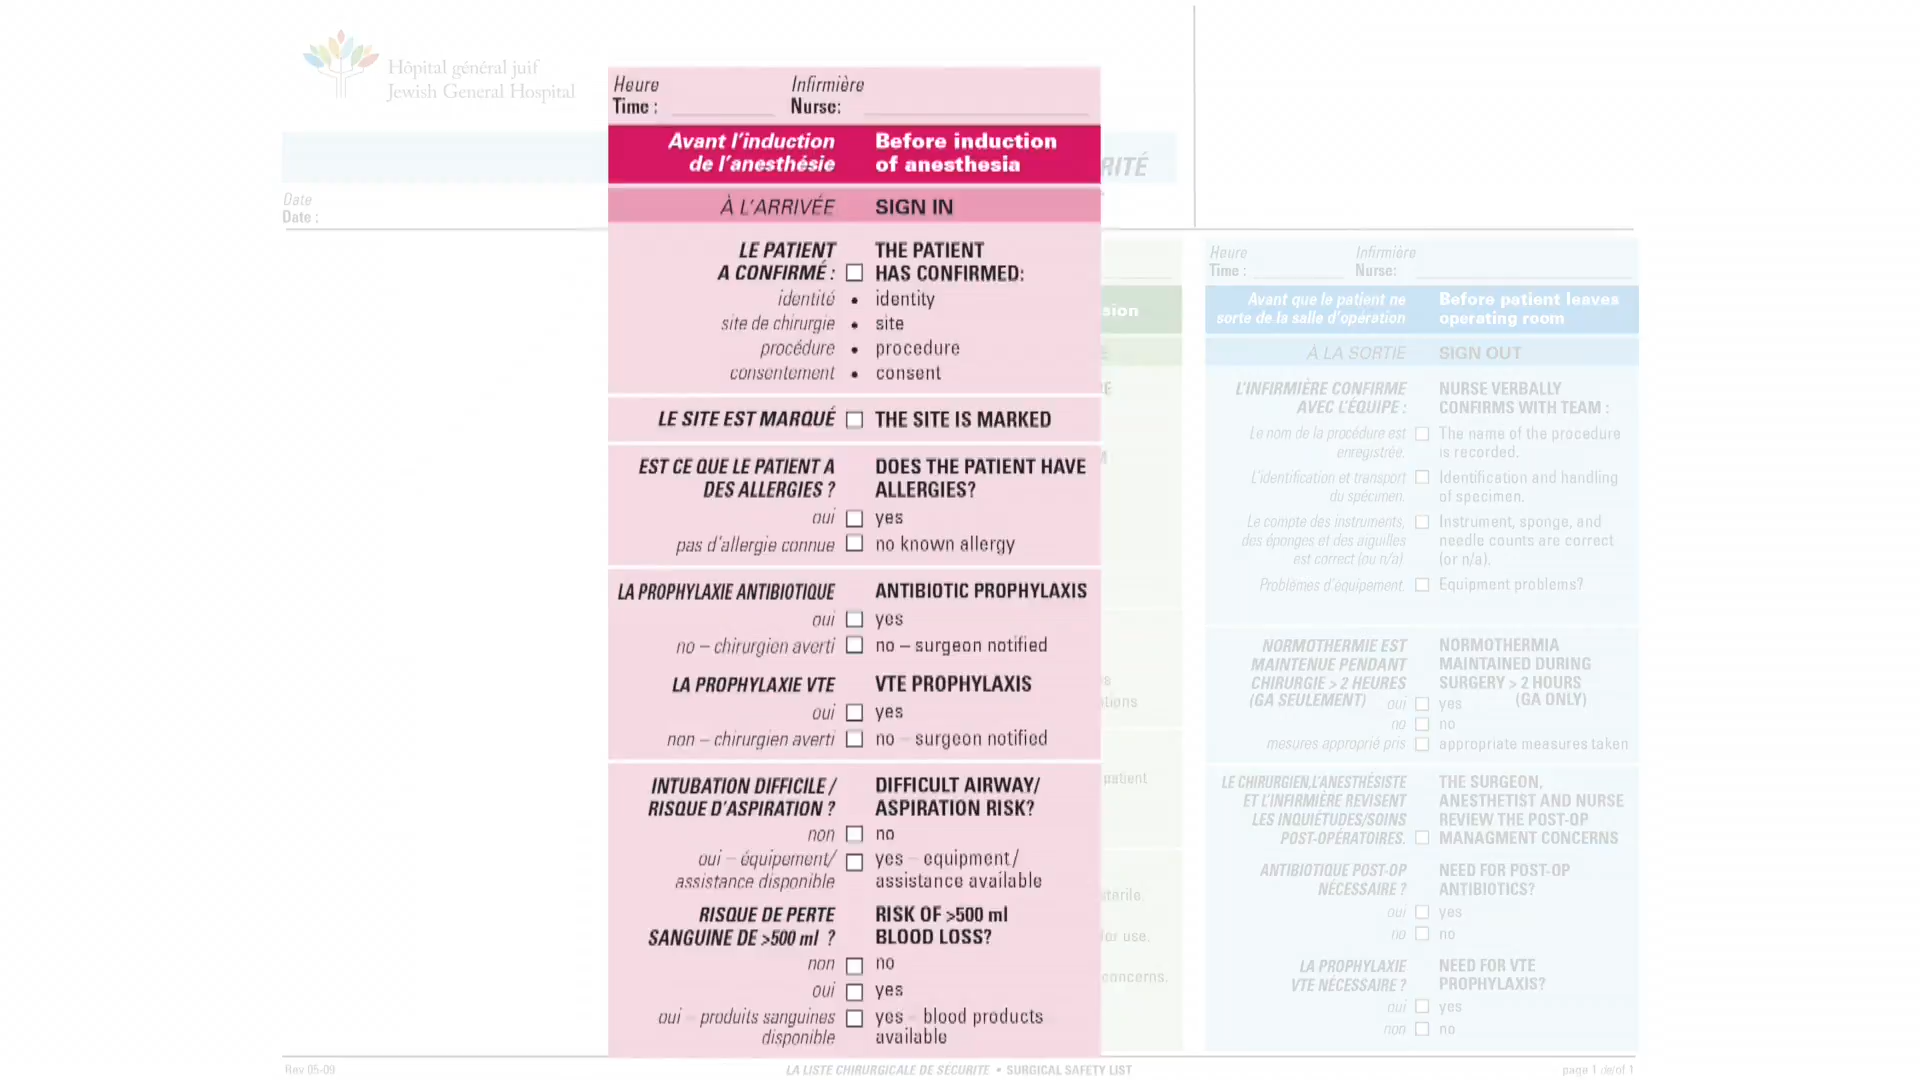 Hôpital général juif
Jewish General Hospital
RITÉ
Date
Date :
Heure Infirmière
Time : Nurse:
Avant l'induction de l'anesthésie
Before induction of anesthesia
À L'ARRIVÉE SIGN IN
LE PATIENT THE PATIENT
A CONFIRMÉ : HAS CONFIRMED:
identité • identity
site de chirurgie • site
procédure • procedure
consentement • consent
LE SITE EST MARQUÉ THE SITE IS MARKED
EST CE QUE LE PATIENT A DOES THE PATIENT HAVE
DES ALLERGIES ? ALLERGIES?
oui yes
pas d'allergie connue no known allergy
LA PROPHYLAXIE ANTIBIOTIQUE ANTIBIOTIC PROPHYLAXIS
oui yes
no – chirurgien averti no – surgeon notified
LA PROPHYLAXIE VTE VTE PROPHYLAXIS
oui yes
non – chirurgien averti no – surgeon notified
INTUBATION DIFFICILE / DIFFICULT AIRWAY/
RISQUE D'ASPIRATION ? ASPIRATION RISK?
non no
oui – équipement/ yes – equipment/
assistance disponible assistance available
RISQUE DE PERTE RISK OF >500 ml
SANGUINE DE >500 ml ? BLOOD LOSS?
non no
oui yes
oui – produits sanguines yes – blood products
disponible available
sion
E
RE
M
s
tions
patient
sterile.
for use.
concerns.
Heure Infirmière
Time : Nurse:
Avant que le patient ne Before patient leaves
sorte de la salle d'opération operating room
À LA SORTIE SIGN OUT
L'INFIRMIÈRE CONFIRME NURSE VERBALLY
AVEC L'ÉQUIPE : CONFIRMS WITH TEAM :
Le nom de la procédure est The name of the procedure
enregistrée. is recorded.
L'identification et transport Identification and handling
du spécimen. of specimen.
Le compte des instruments, Instrument, sponge, and
des éponges et des aiguilles needle counts are correct
est correct (ou n/a) (or n/a).
Problèmes d'équipement. Equipment problems?
NORMOTHERMIE EST NORMOTHERMIA
MAINTENUE PENDANT MAINTAINED DURING
CHIRURGIE > 2 HEURES SURGERY > 2 HOURS
(GA SEULEMENT) (GA ONLY)
oui yes
no no
mesures approprié pris appropriate measures taken
LE CHIRURGIEN,L'ANESTHÉSISTE THE SURGEON,
ET L'INFIRMIÈRE REVISENT ANESTHETIST AND NURSE
LES INQUIÉTUDES/SOINS REVIEW THE POST-OP
POST-OPÉRATOIRES. MANAGMENT CONCERNS
ANTIBIOTIQUE POST-OP NEED FOR POST-OP
NÉCESSAIRE ? ANTIBIOTICS?
oui yes
no no
LA PROPHYLAXIE NEED FOR VTE
VTE NÉCESSAIRE ? PROPHYLAXIS?
oui yes
non no
Rev 05-09 LA LISTE CHIRURGICALE DE SÉCURITE • SURGICAL SAFETY LIST page 1 de/of 1